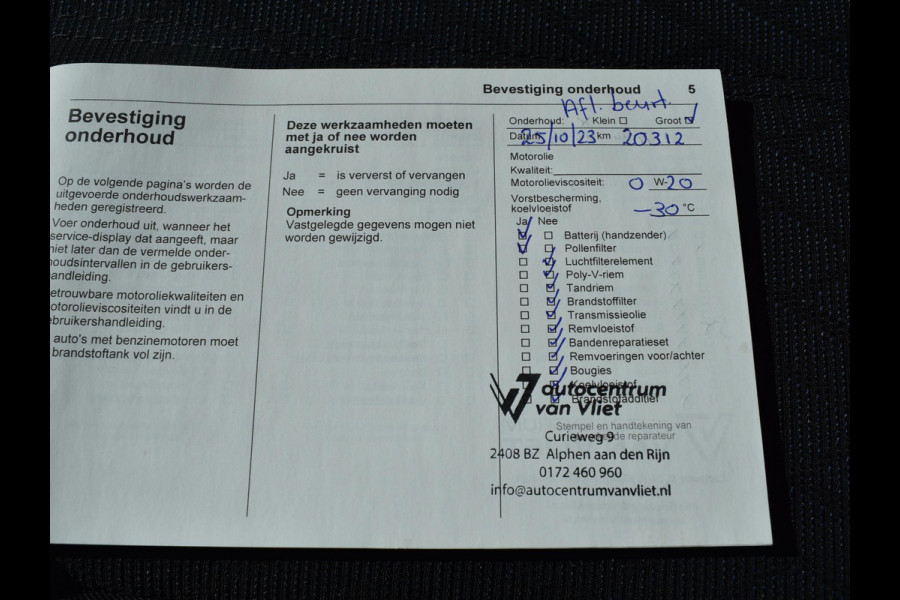 Bevestiging onderhoud 5
Bevestiging
onderhoud
Op de volgende pagina's worden de
uitgevoerde onderhoudswerkzaam-
heden geregistreerd.
Voer onderhoud uit, wanneer het
service-display dat aangeeft, maar
niet later dan de vermelde onder-
houdsintervallen in de gebruikers-
andleiding.
etrouwbare motoroliekwaliteiten en
otorolieviscositeiten vindt u in de
ebruikershandleiding.
auto's met benzinemotoren moet
brandstoftank vol zijn.
Deze werkzaamheden moeten
met ja of nee worden
aangekruist
Ja = is ververst of vervangen
Nee = geen vervanging nodig
Opmerking
Vastgelegde gegevens mogen niet
worden gewijzigd.
Afl. beurt.
Onderhoud: Klein ☐ Groot ☑
Datum 25/10/23 km 20312
Motorolie
Kwaliteit:
Motorolieviscositeit: 0 W-20
Vorstbescherming,
koelvloeistof -30 °C
Ja Nee
☑ ☐ Batterij (handzender)
☑ ☐ Pollenfilter
☐ ☑ Luchtfilterelement
☐ ☑ Poly-V-riem
☐ ☑ Tandriem
☐ ☑ Brandstoffilter
☐ ☑ Transmissieolie
☐ ☑ Remvloeistof
☐ ☑ Bandenreparatieset
☐ ☑ Remvoeringen voor/achter
☐ ☑ Bougies
☑ Koelvloeistof
☑ Brandstofadditief
autocentrum
van Vliet
Stempel en handtekening van
de reparateur
Curieweg 9
2408 BZ Alphen aan den Rijn
0172 460 960
info@autocentrumvanvliet.nl